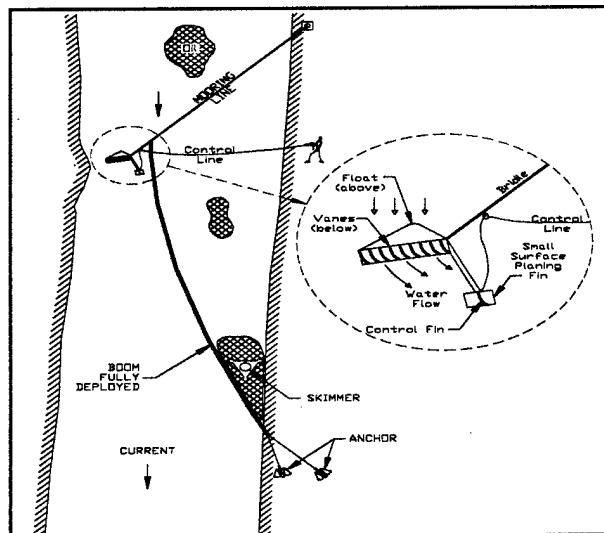 OIL
MOORING
LINE
Control
Line
Float
(above)
Vanes
(below)
Bridle
Control
Line
Small
Surface
Planing
Fin
Water
Flow
Control Fin
BOOM
FULLY
DEPLOYED
SKIMMER
ANCHOR
CURRENT